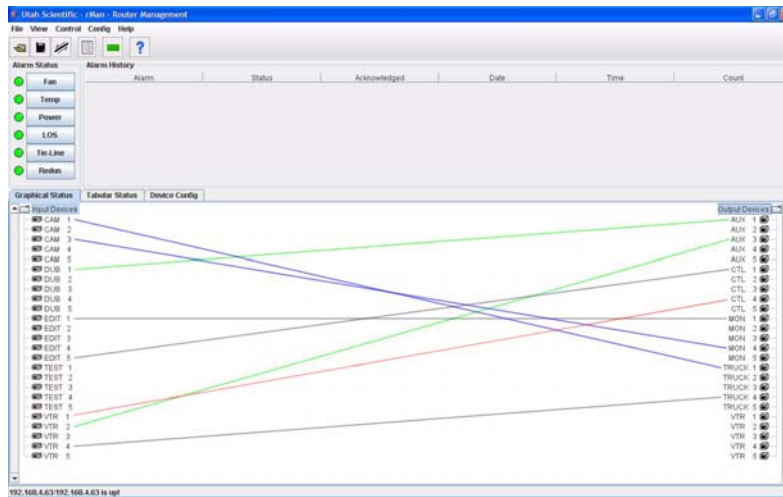 Utah Scientific - rMan - Router Management
File View Control Config Help
Alarm Status Alarm History
Alarm Status Acknowledged Date Time Count
Fan
Temp
Power
LOS
Tie-Line
Redun
Graphical Status Tabular Status Device Config
Input Devices Output Devices
CAM 1 AUX 1
CAM 2 AUX 2
CAM 3 AUX 3
CAM 4 AUX 4
CAM 5 AUX 5
DUB 1 CTL 1
DUB 2 CTL 2
DUB 3 CTL 3
DUB 4 CTL 4
DUB 5 CTL 5
EDIT 1 MON 1
EDIT 2 MON 2
EDIT 3 MON 3
EDIT 4 MON 4
EDIT 5 MON 5
TEST 1 TRUCK 1
TEST 2 TRUCK 2
TEST 3 TRUCK 3
TEST 4 TRUCK 4
TEST 5 TRUCK 5
VTR 1 VTR 1
VTR 2 VTR 2
VTR 3 VTR 3
VTR 4 VTR 4
VTR 5 VTR 5
192.168.4.63/192.168.4.63 is up!